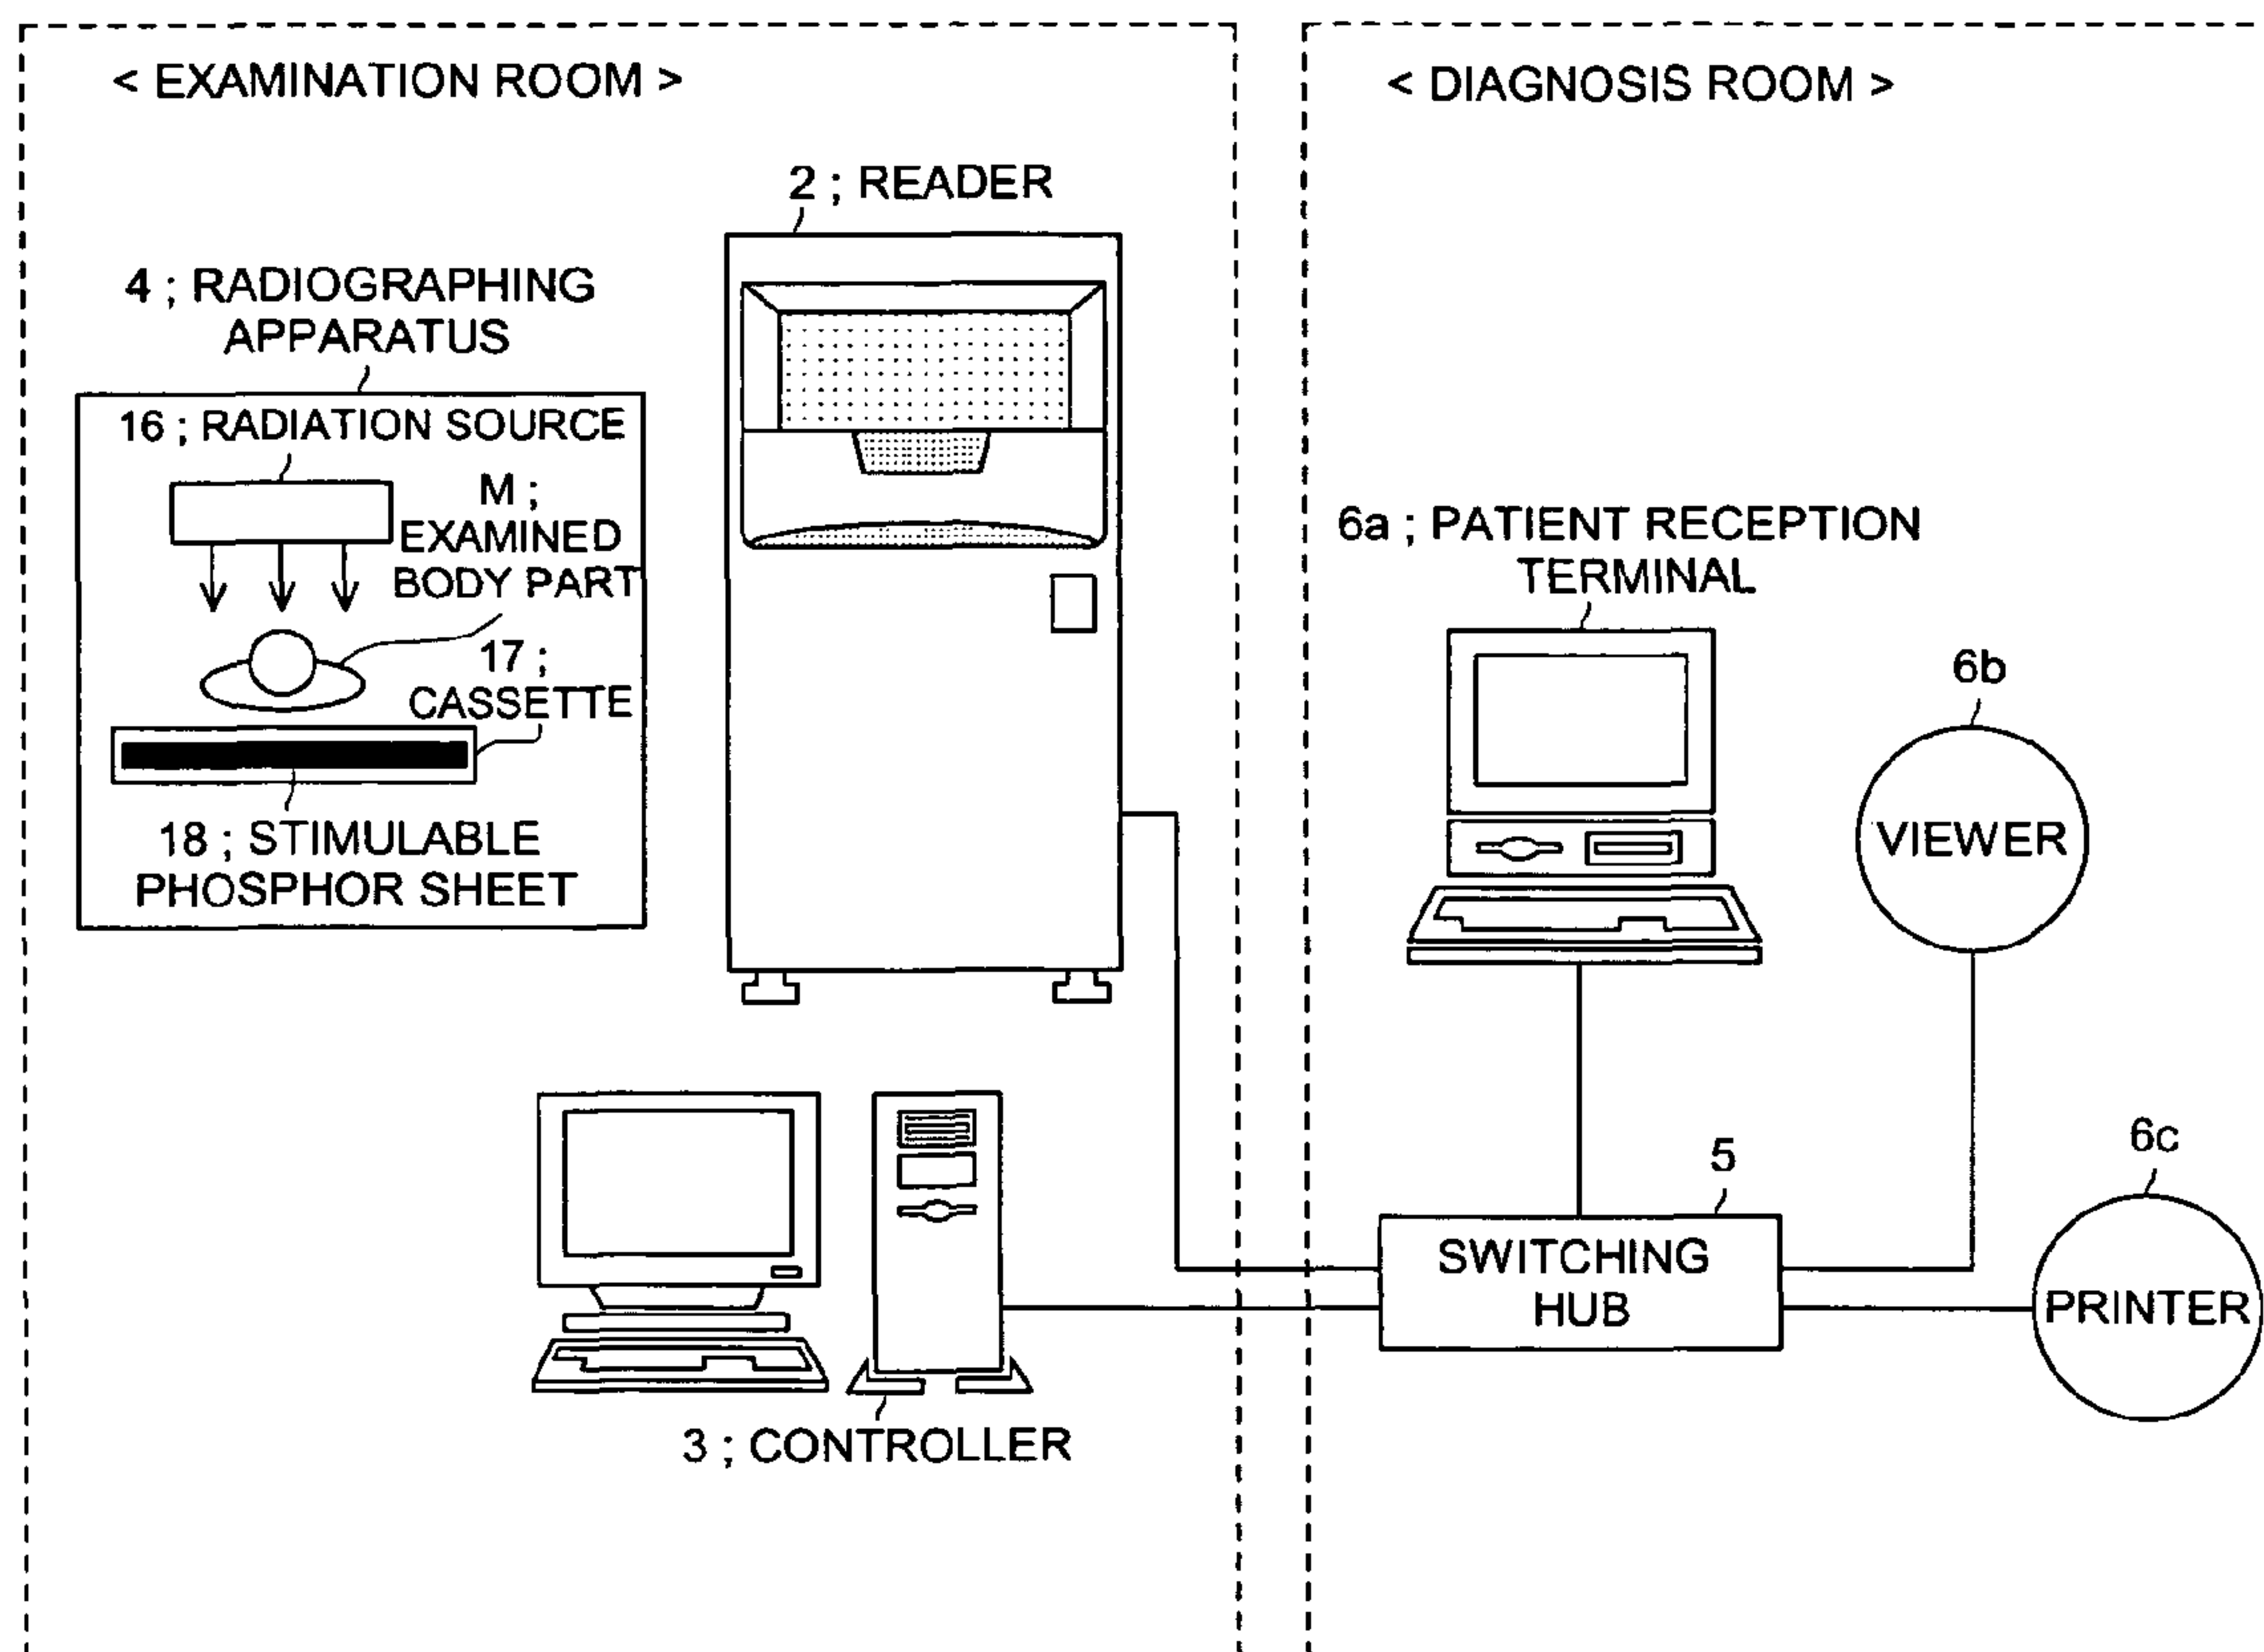 < EXAMINATION ROOM >
2 ; READER
4 ; RADIOGRAPHING
APPARATUS
16 ; RADIATION SOURCE
M ;
EXAMINED
BODY PART
17 ;
CASSETTE
18 ; STIMULABLE
PHOSPHOR SHEET
3 ; CONTROLLER
< DIAGNOSIS ROOM >
6a ; PATIENT RECEPTION
TERMINAL
6b
VIEWER
5
SWITCHING
HUB
6c
PRINTER